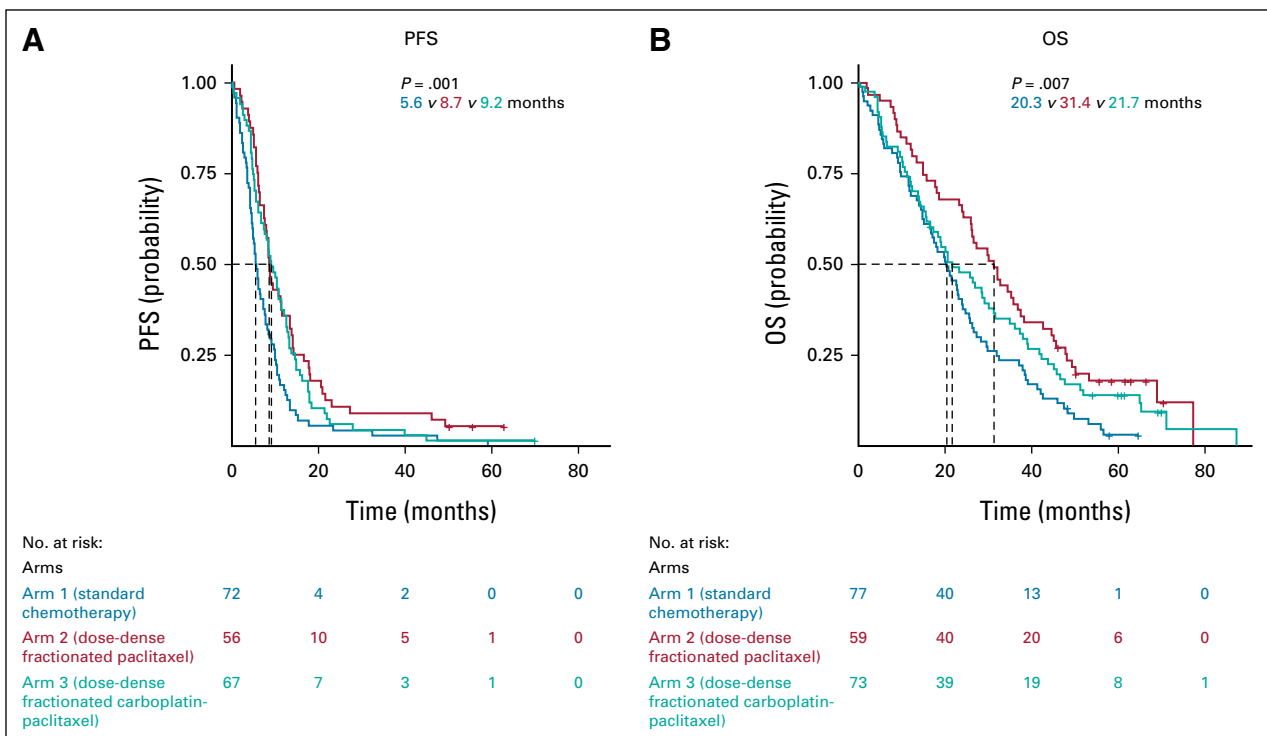 A
PFS
P = .001
5.6 v 8.7 v 9.2 months
1.00
0.75
0.50
0.25
PFS (probability)
0
20
40
60
80
Time (months)
No. at risk:
Arms
Arm 1 (standard
chemotherapy)
72 4 2 0 0
Arm 2 (dose-dense
fractionated paclitaxel)
56 10 5 1 0
Arm 3 (dose-dense
fractionated carboplatin-
paclitaxel)
67 7 3 1 0
B
OS
P = .007
20.3 v 31.4 v 21.7 months
1.00
0.75
0.50
0.25
OS (probability)
0
20
40
60
80
Time (months)
No. at risk:
Arms
Arm 1 (standard
chemotherapy)
77 40 13 1 0
Arm 2 (dose-dense
fractionated paclitaxel)
59 40 20 6 0
Arm 3 (dose-dense
fractionated carboplatin-
paclitaxel)
73 39 19 8 1